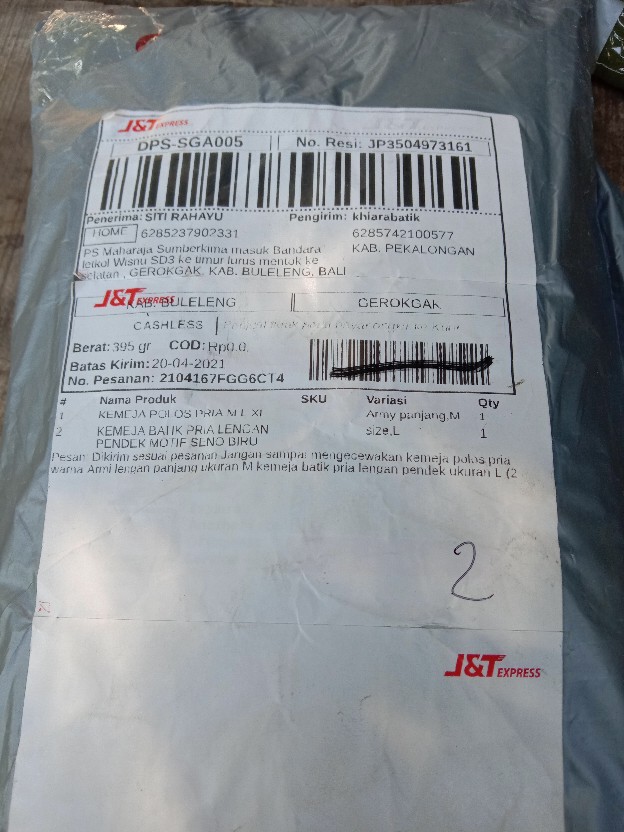 J&T EXPRESS
DPS-SGA005 No. Resi: JP3504973161
Penerima: SITI RAHAYU Pengirim: khiarabatik
HOME 6285237902331 6285742100577
PS Maharaja Sumberkima masuk Bandara KAB. PEKALONGAN
letkol Wisnu SD3 ke timur lurus mentok ke
selatan , GEROKGAK, KAB. BULELENG, BALI
J&T EXPRESS KAB. BULELENG GEROKGAK
CASHLESS
Berat: 395 gr COD: Rp0.0,
Batas Kirim: 20-04-2021
No. Pesanan: 2104167FGG6CT4
# Nama Produk SKU Variasi Qty
1 KEMEJA POLOS PRIA M L XL Army panjang,M 1
2 KEMEJA BATIK PRIA LENGAN size,L 1
PENDEK MOTIF SENO BIRU
Pesan: Dikirim sesuai pesanan Jangan sampai mengecewakan kemeja polos pria
warna Armi lengan panjang ukuran M kemeja batik pria lengan pendek ukuran L (2
2
J&T EXPRESS